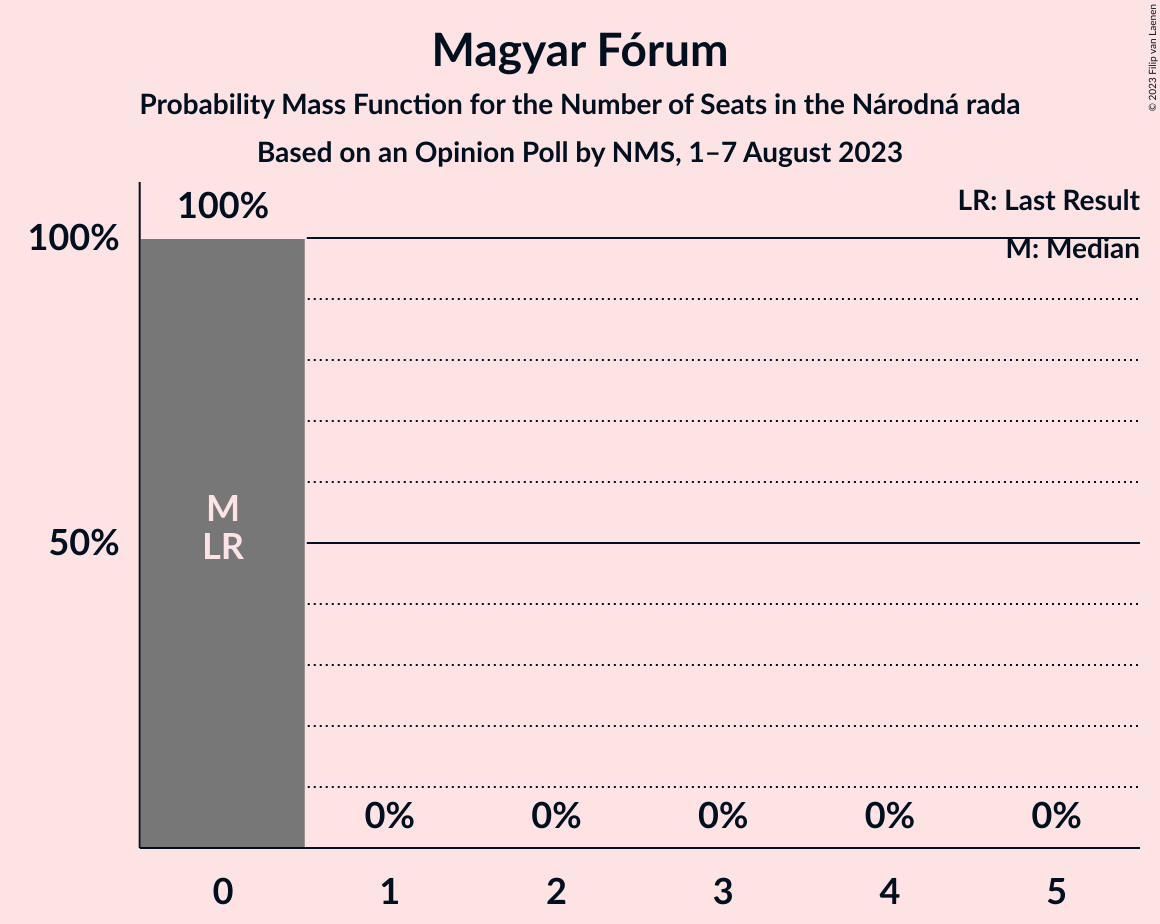 Magyar Fórum
Probability Mass Function for the Number of Seats in the Národná rada
Based on an Opinion Poll by NMS, 1–7 August 2023
© 2023 Filip van Laenen
LR: Last Result
M: Median
100%
100%
50%
M
LR
0% 0% 0% 0% 0%
0 1 2 3 4 5